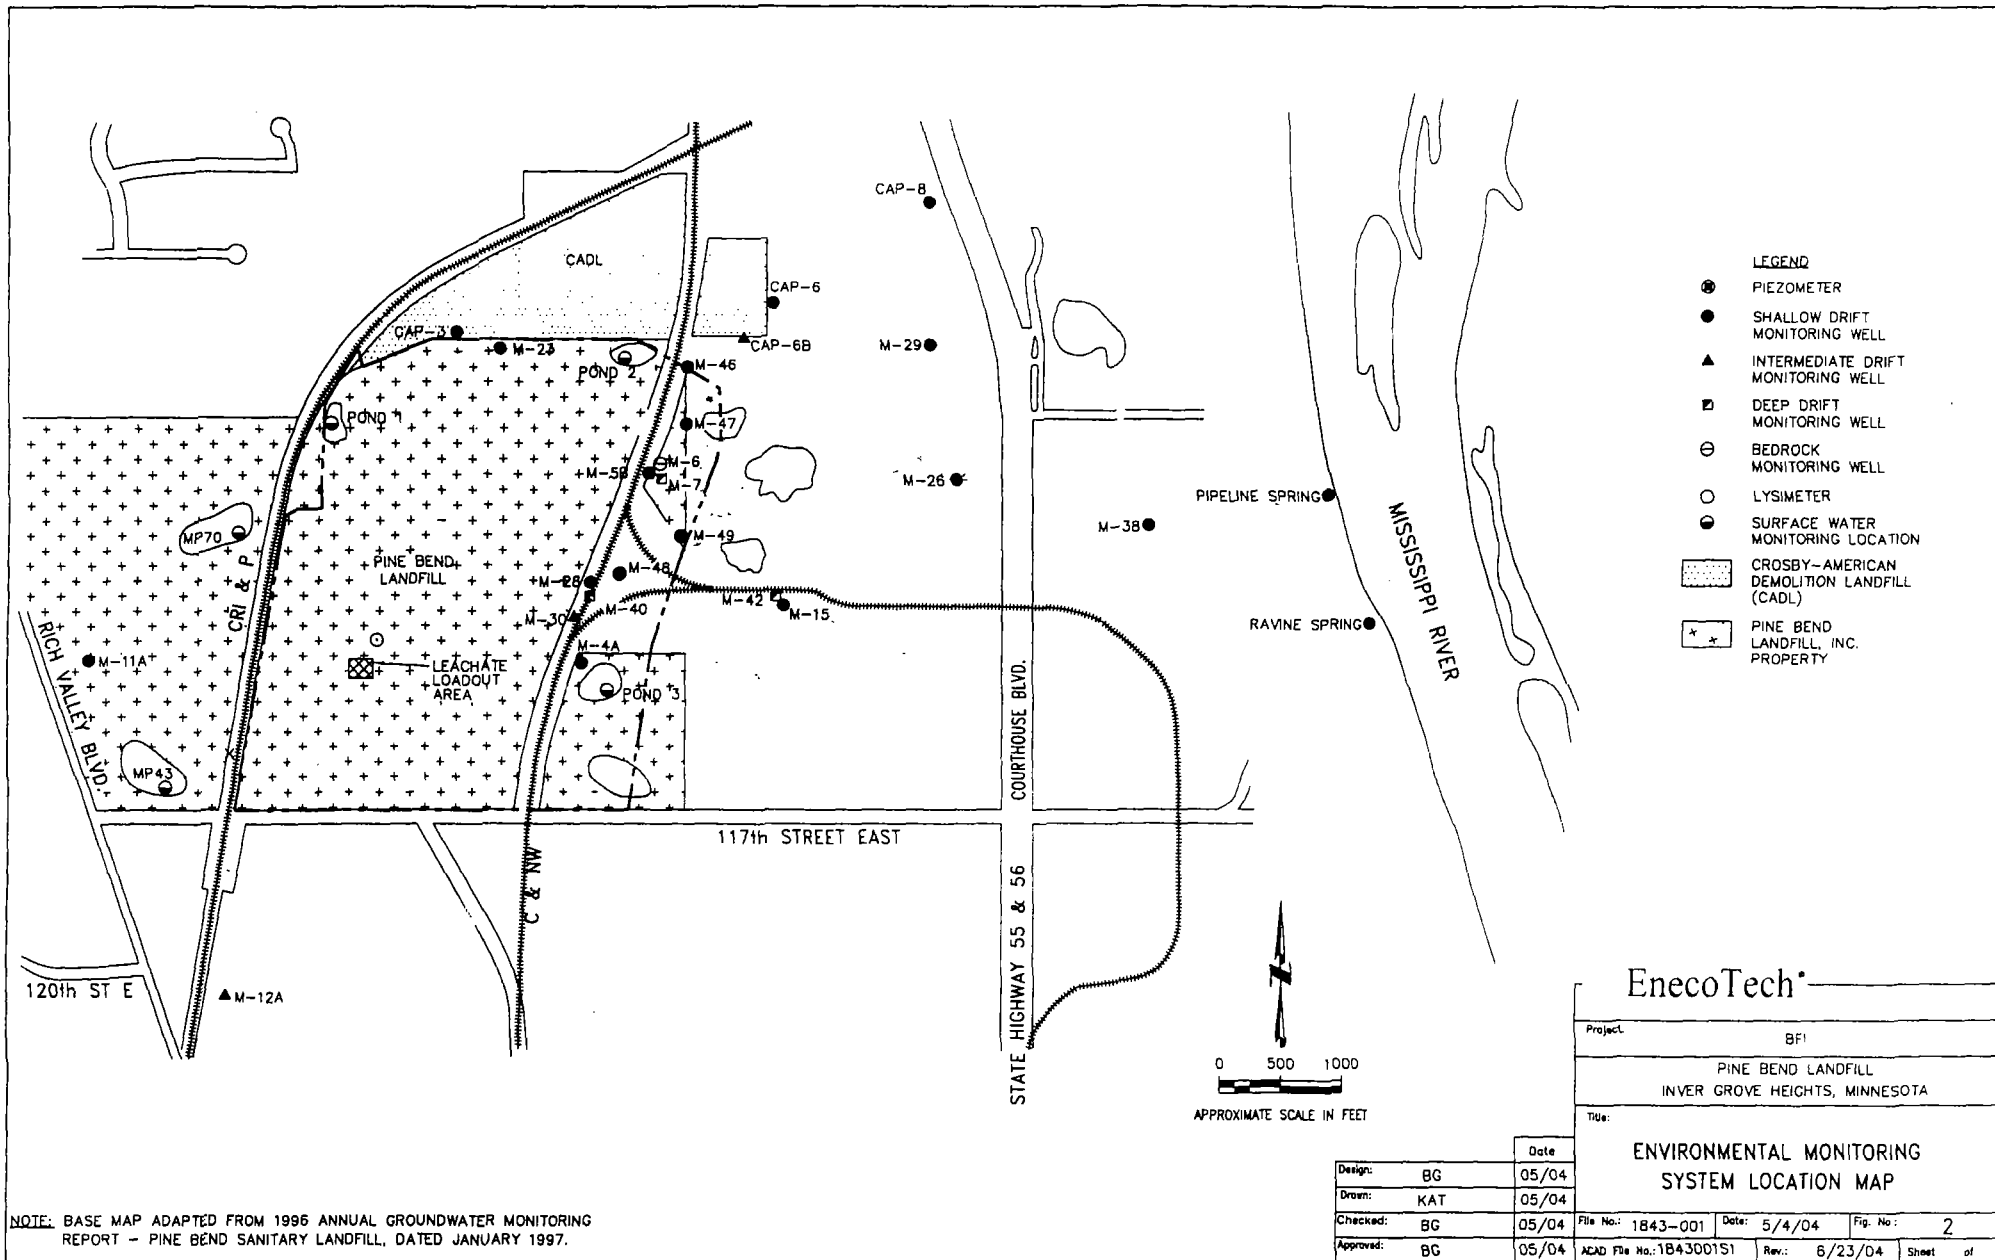 CAP-8
CADL
CAP-6
CAP-3
M-23
CAP-6B
M-29
M-46
POND 2
POND 1
M-47
M-6
M-5B
M-7
M-26
PIPELINE SPRING
M-38
MP70
M-49
PINE BEND
LANDFILL
M-48
M-28
M-40
M-42
M-15
M-30
RAVINE SPRING
MISSISSIPPI RIVER
CRI & P
RICH VALLEY BLVD.
M-11A
M-4A
LEACHATE
LOADOUT
AREA
POND 3
COURTHOUSE BLVD.
MP43
117th STREET EAST
C & NW
STATE HIGHWAY 55 & 56
120th ST E
M-12A
LEGEND
PIEZOMETER
SHALLOW DRIFT
MONITORING WELL
INTERMEDIATE DRIFT
MONITORING WELL
DEEP DRIFT
MONITORING WELL
BEDROCK
MONITORING WELL
LYSIMETER
SURFACE WATER
MONITORING LOCATION
CROSBY-AMERICAN
DEMOLITION LANDFILL
(CADL)
PINE BEND
LANDFILL, INC.
PROPERTY
N
0 500 1000
APPROXIMATE SCALE IN FEET
EnecoTech
Project:
BFI
PINE BEND LANDFILL
INVER GROVE HEIGHTS, MINNESOTA
Title:
ENVIRONMENTAL MONITORING
SYSTEM LOCATION MAP
Date
Design: BG 05/04
Drawn: KAT 05/04
Checked: BG 05/04
Approved: BG 05/04
File No.: 1843-001 Date: 5/4/04 Fig. No: 2
ACAD File No.: 1843001S1 Rev.: 6/23/04 Sheet of
NOTE: BASE MAP ADAPTED FROM 1996 ANNUAL GROUNDWATER MONITORING
REPORT - PINE BEND SANITARY LANDFILL, DATED JANUARY 1997.